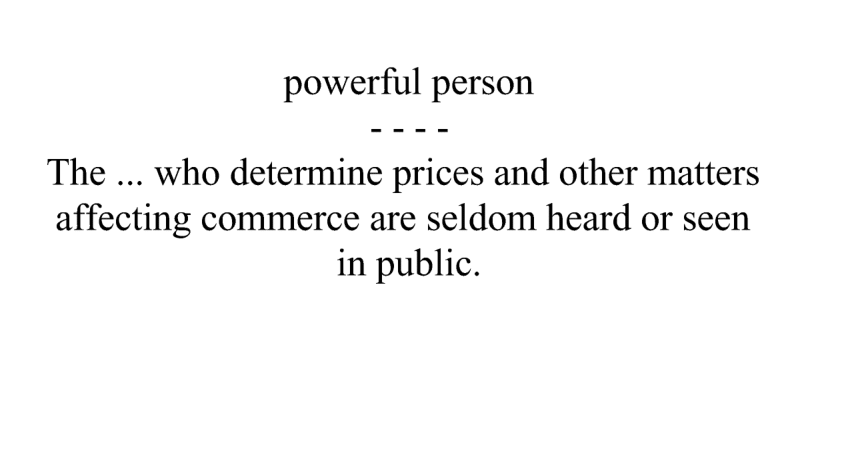 powerful person
- - - -
The ... who determine prices and other matters
affecting commerce are seldom heard or seen
in public.